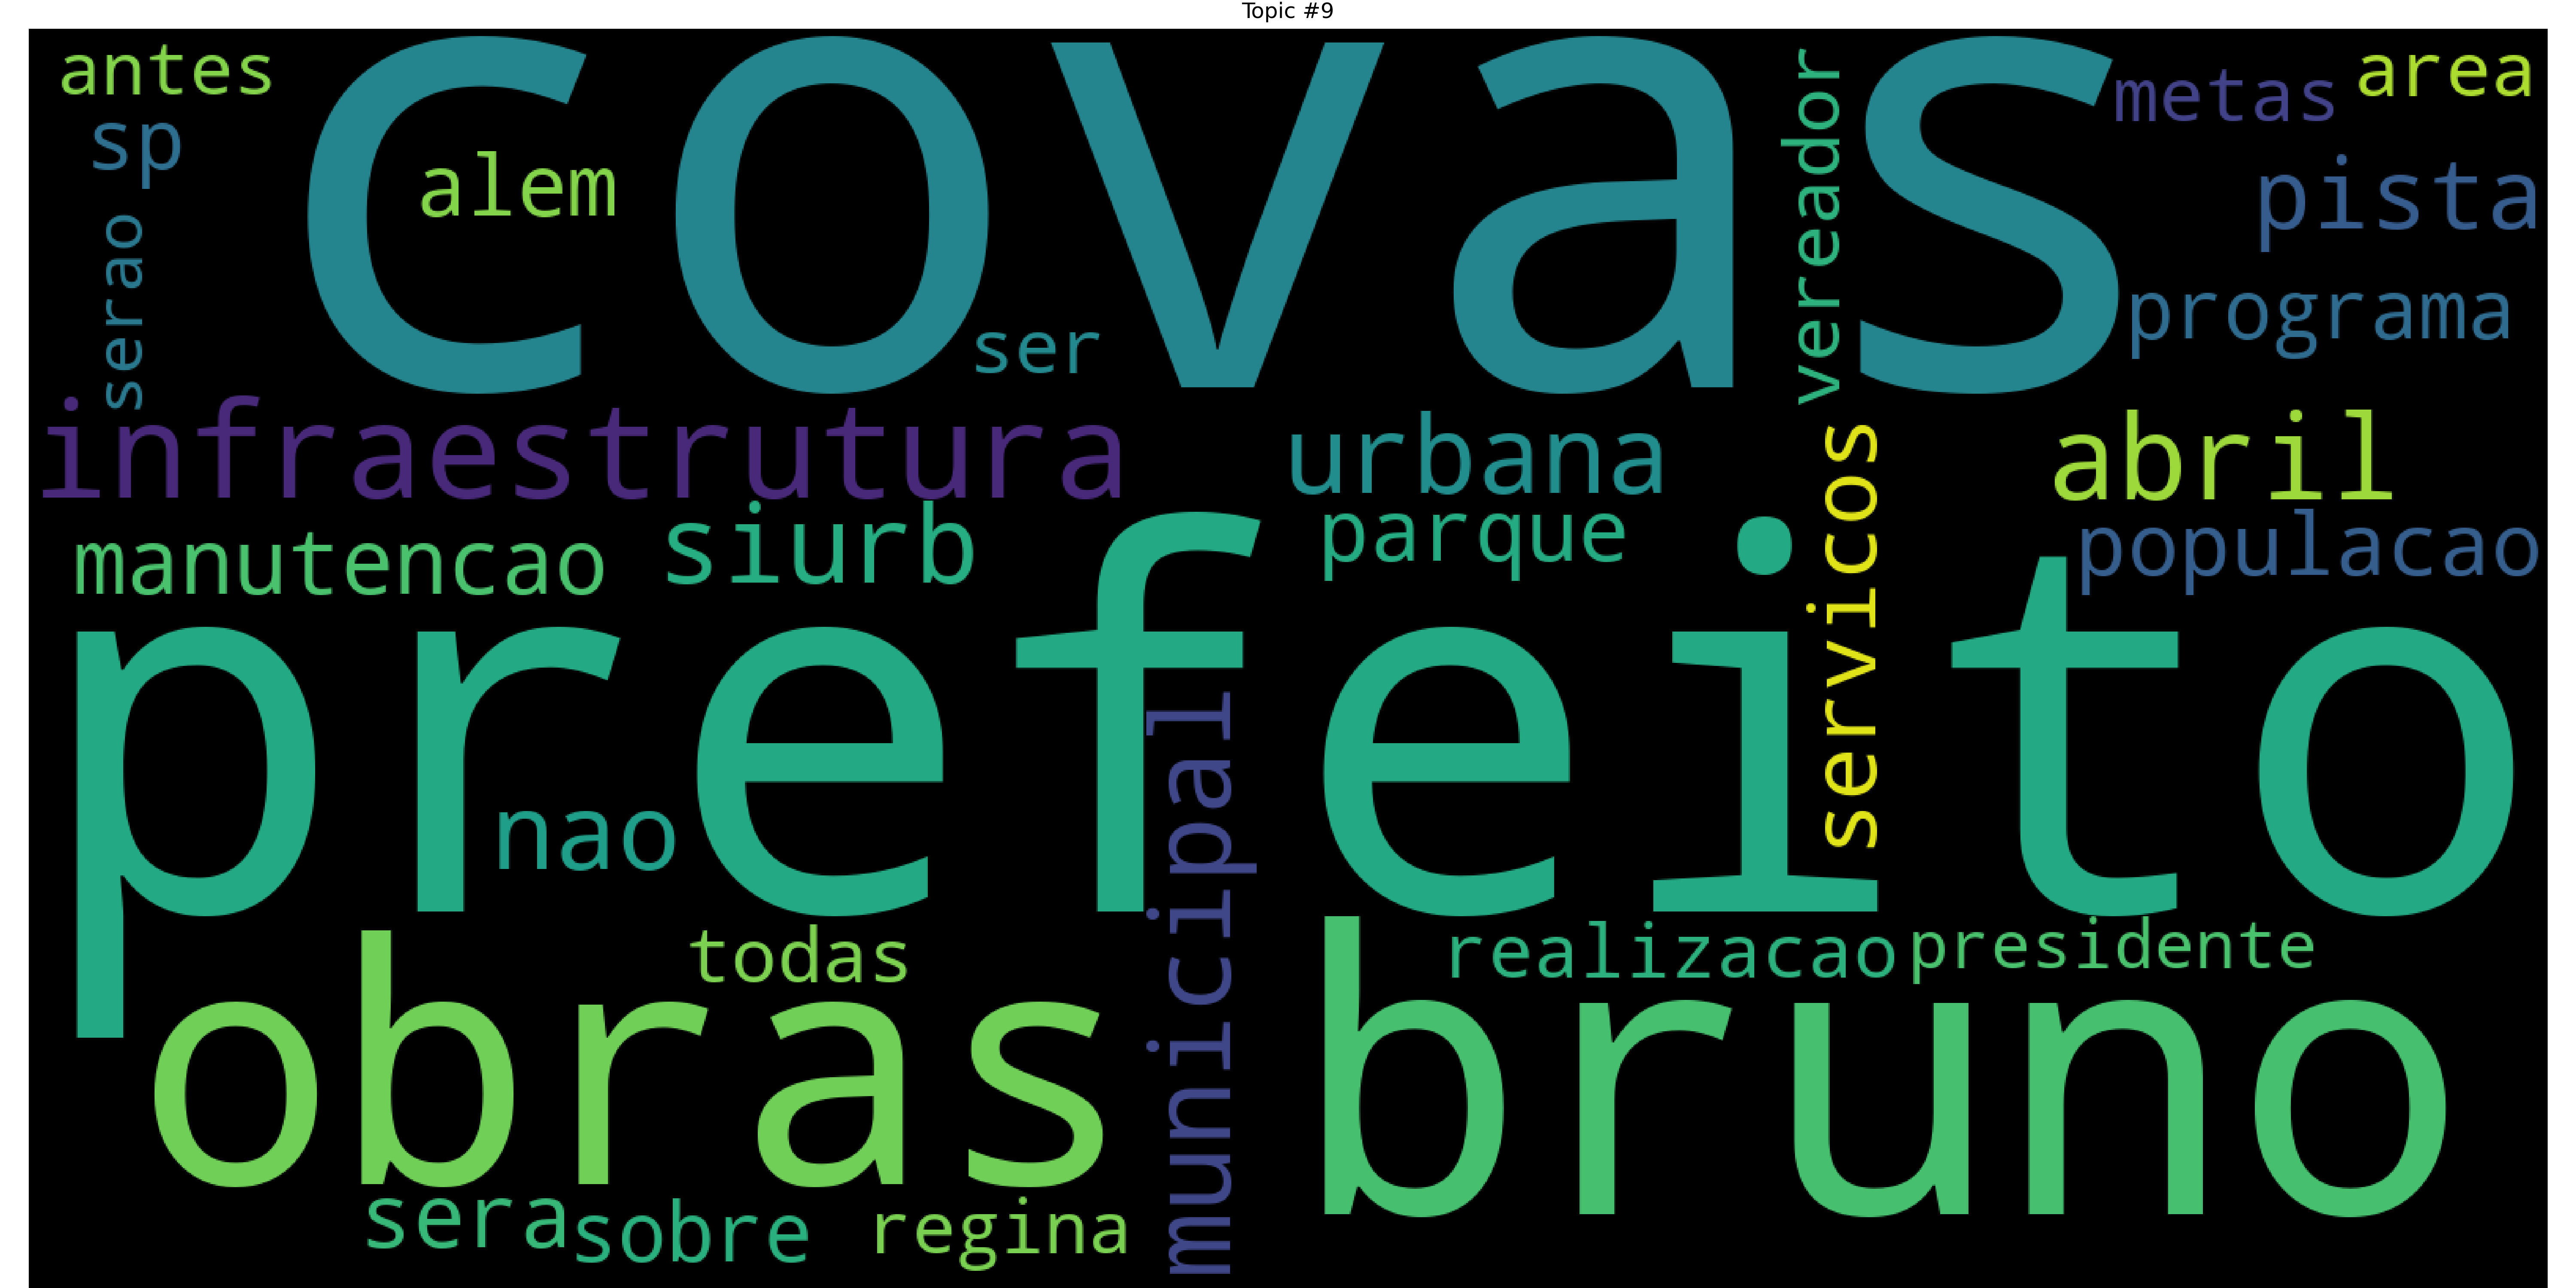 Topic #9
antes
covas
metas
area
sp
alem
vereador
pista
serao
ser
programa
infraestrutura
urbana
servicos
abril
manutencao
siurb
parque
populacao
prefeito
nao
municipal
todas
realizacao
presidente
obras
bruno
sera
sobre
regina